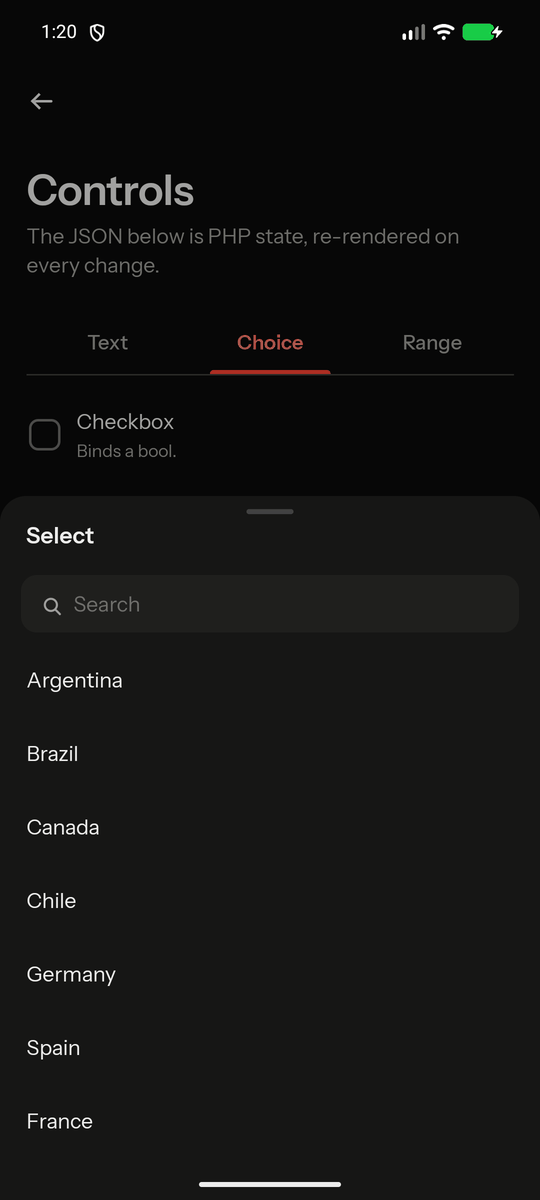 1:20
Controls
The JSON below is PHP state, re-rendered on
every change.
Text
Choice
Range
Checkbox
Binds a bool.
Select
Search
Argentina
Brazil
Canada
Chile
Germany
Spain
France